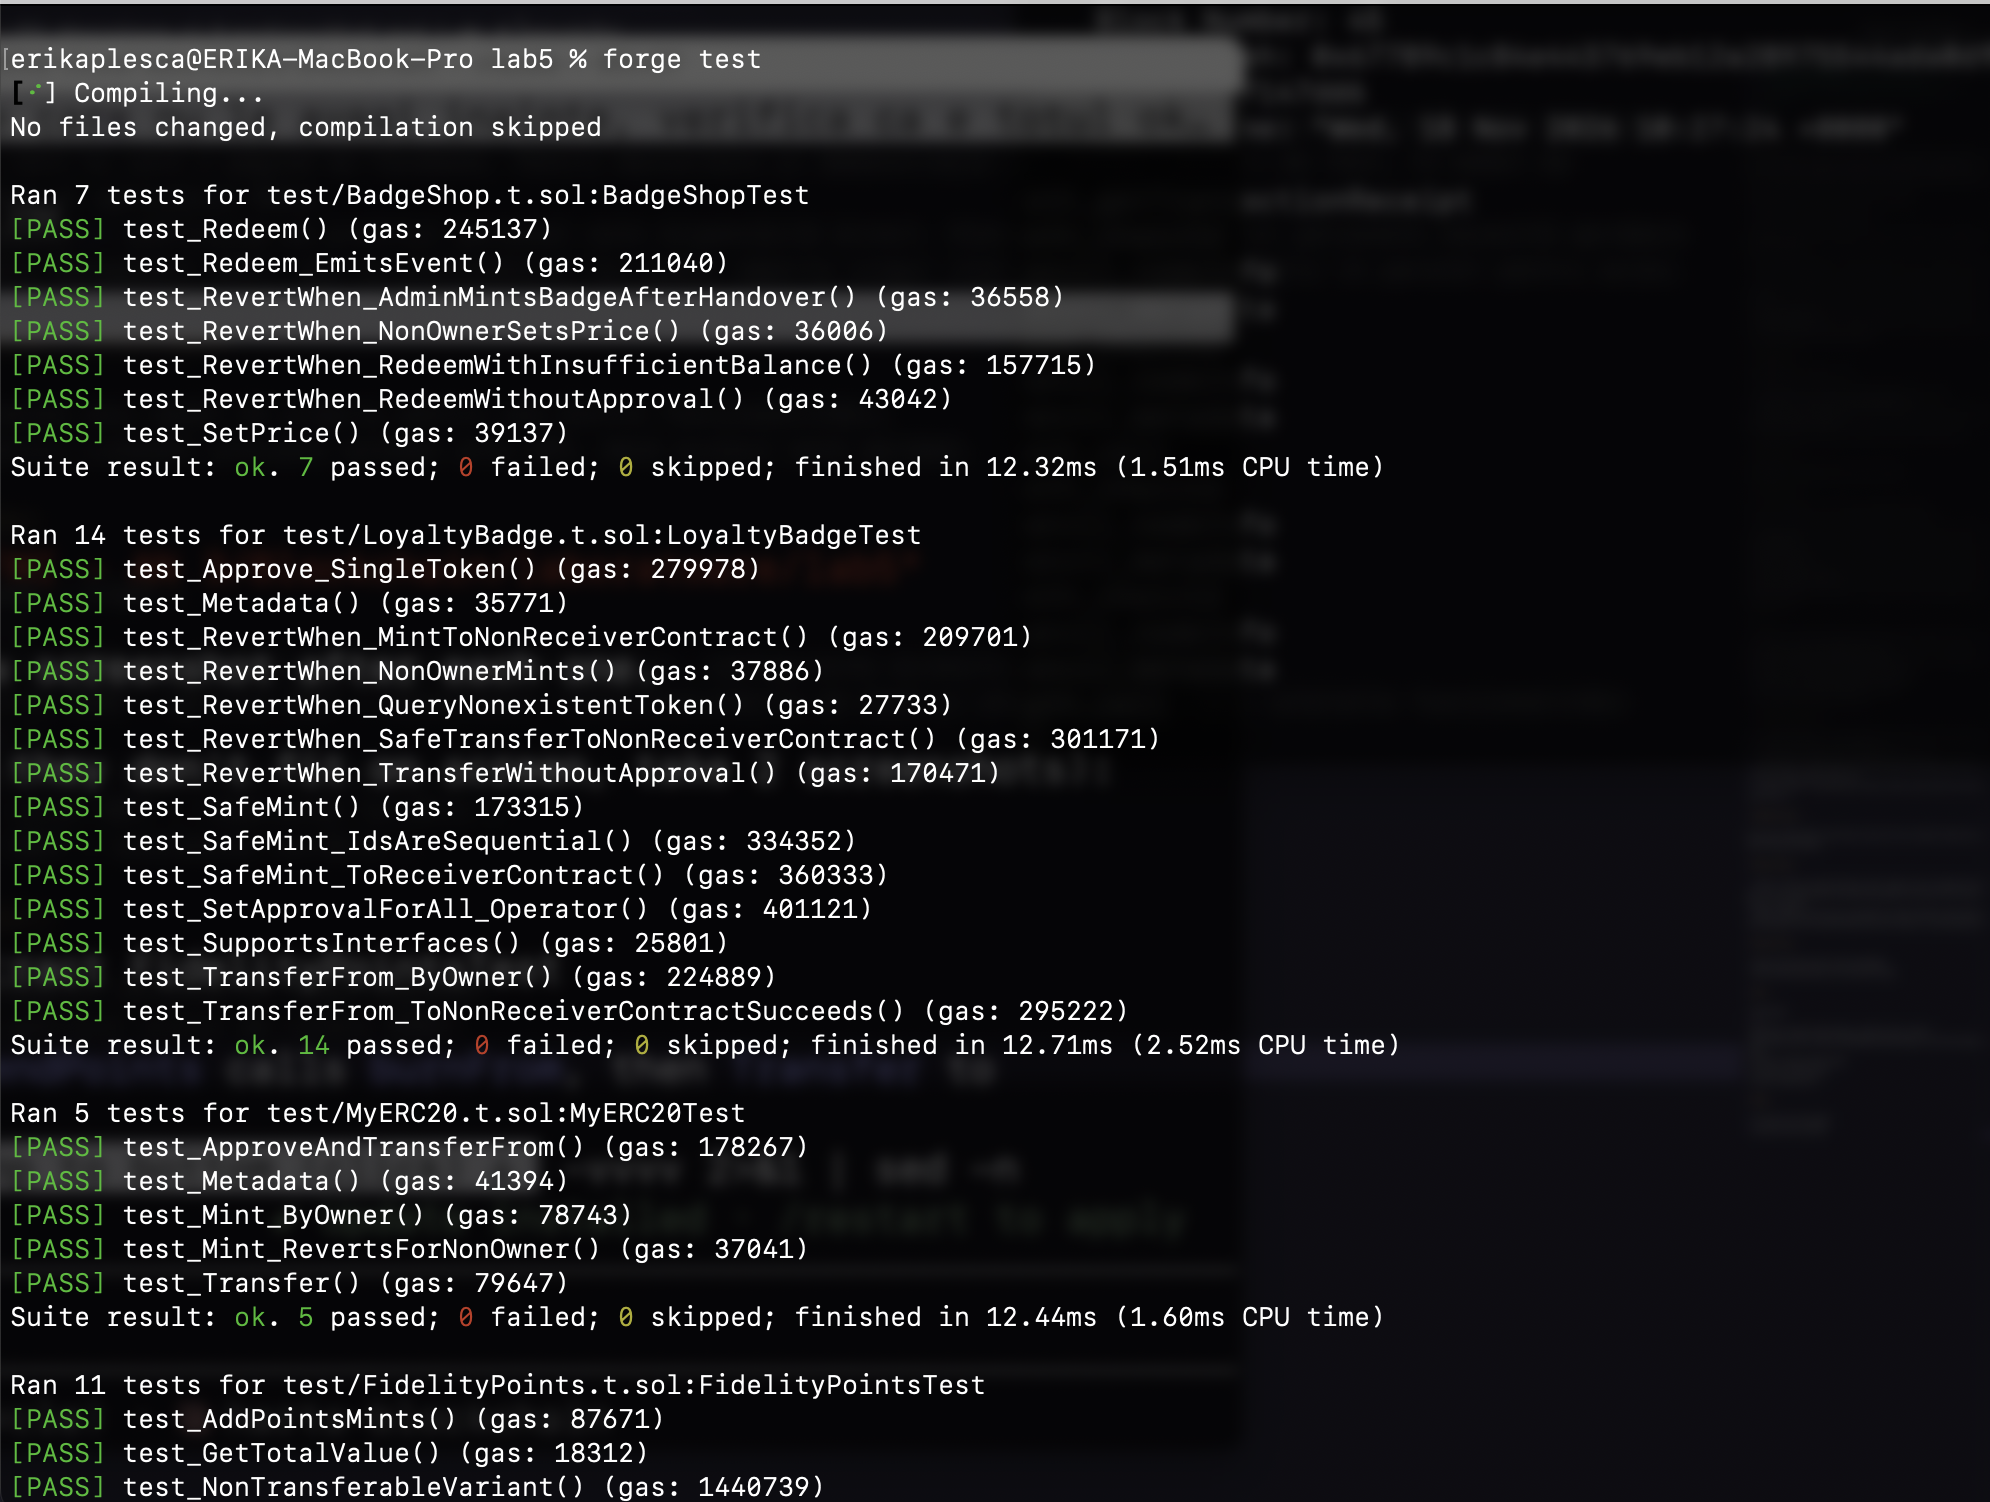 [erikaplesca@ERIKA-MacBook-Pro lab5 % forge test
[⠊] Compiling...
No files changed, compilation skipped

Ran 7 tests for test/BadgeShop.t.sol:BadgeShopTest
[PASS] test_Redeem() (gas: 245137)
[PASS] test_Redeem_EmitsEvent() (gas: 211040)
[PASS] test_RevertWhen_AdminMintsBadgeAfterHandover() (gas: 36558)
[PASS] test_RevertWhen_NonOwnerSetsPrice() (gas: 36006)
[PASS] test_RevertWhen_RedeemWithInsufficientBalance() (gas: 157715)
[PASS] test_RevertWhen_RedeemWithoutApproval() (gas: 43042)
[PASS] test_SetPrice() (gas: 39137)
Suite result: ok. 7 passed; 0 failed; 0 skipped; finished in 12.32ms (1.51ms CPU time)

Ran 14 tests for test/LoyaltyBadge.t.sol:LoyaltyBadgeTest
[PASS] test_Approve_SingleToken() (gas: 279978)
[PASS] test_Metadata() (gas: 35771)
[PASS] test_RevertWhen_MintToNonReceiverContract() (gas: 209701)
[PASS] test_RevertWhen_NonOwnerMints() (gas: 37886)
[PASS] test_RevertWhen_QueryNonexistentToken() (gas: 27733)
[PASS] test_RevertWhen_SafeTransferToNonReceiverContract() (gas: 301171)
[PASS] test_RevertWhen_TransferWithoutApproval() (gas: 170471)
[PASS] test_SafeMint() (gas: 173315)
[PASS] test_SafeMint_IdsAreSequential() (gas: 334352)
[PASS] test_SafeMint_ToReceiverContract() (gas: 360333)
[PASS] test_SetApprovalForAll_Operator() (gas: 401121)
[PASS] test_SupportsInterfaces() (gas: 25801)
[PASS] test_TransferFrom_ByOwner() (gas: 224889)
[PASS] test_TransferFrom_ToNonReceiverContractSucceeds() (gas: 295222)
Suite result: ok. 14 passed; 0 failed; 0 skipped; finished in 12.71ms (2.52ms CPU time)

Ran 5 tests for test/MyERC20.t.sol:MyERC20Test
[PASS] test_ApproveAndTransferFrom() (gas: 178267)
[PASS] test_Metadata() (gas: 41394)
[PASS] test_Mint_ByOwner() (gas: 78743)
[PASS] test_Mint_RevertsForNonOwner() (gas: 37041)
[PASS] test_Transfer() (gas: 79647)
Suite result: ok. 5 passed; 0 failed; 0 skipped; finished in 12.44ms (1.60ms CPU time)

Ran 11 tests for test/FidelityPoints.t.sol:FidelityPointsTest
[PASS] test_AddPointsMints() (gas: 87671)
[PASS] test_GetTotalValue() (gas: 18312)
[PASS] test_NonTransferableVariant() (gas: 1440739)